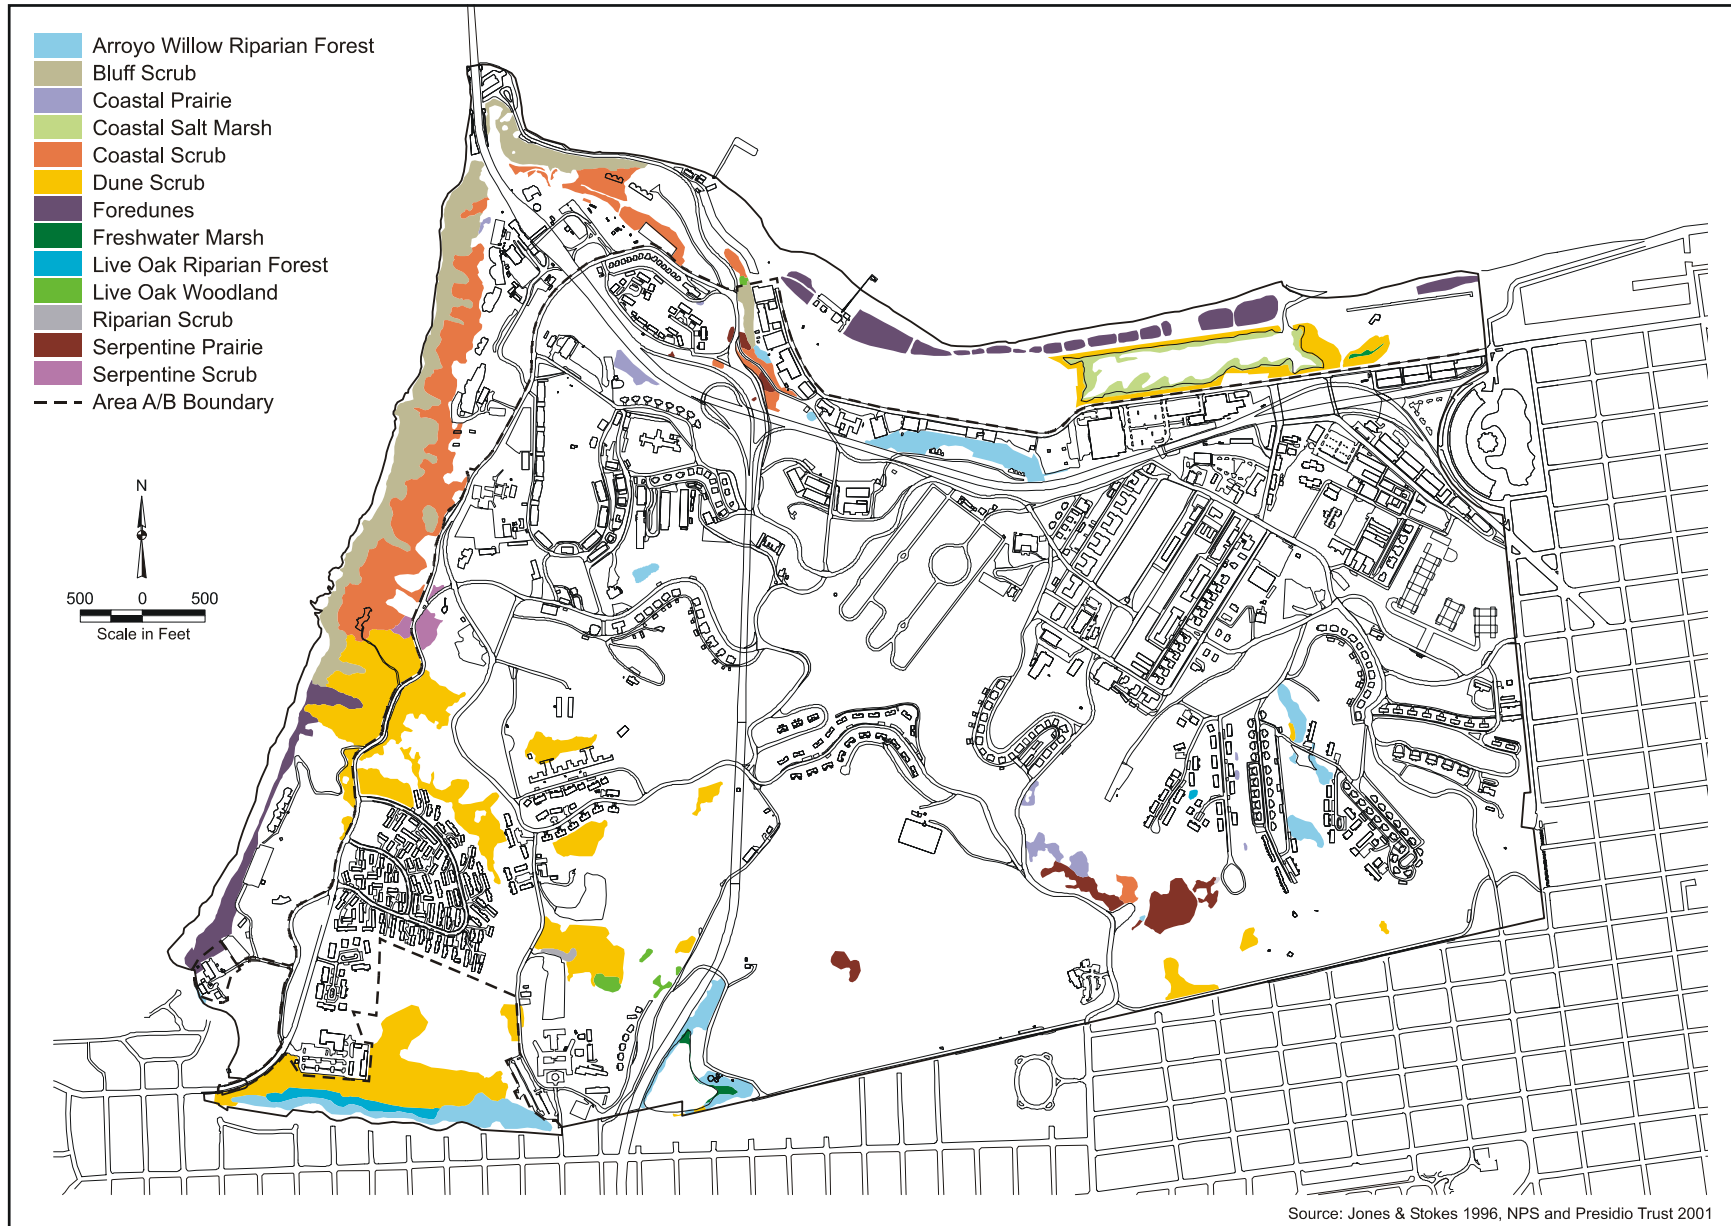 Arroyo Willow Riparian Forest
Bluff Scrub
Coastal Prairie
Coastal Salt Marsh
Coastal Scrub
Dune Scrub
Foredunes
Freshwater Marsh
Live Oak Riparian Forest
Live Oak Woodland
Riparian Scrub
Serpentine Prairie
Serpentine Scrub
Area A/B Boundary
N
500 0 500
Scale in Feet
Source: Jones & Stokes 1996, NPS and Presidio Trust 2001